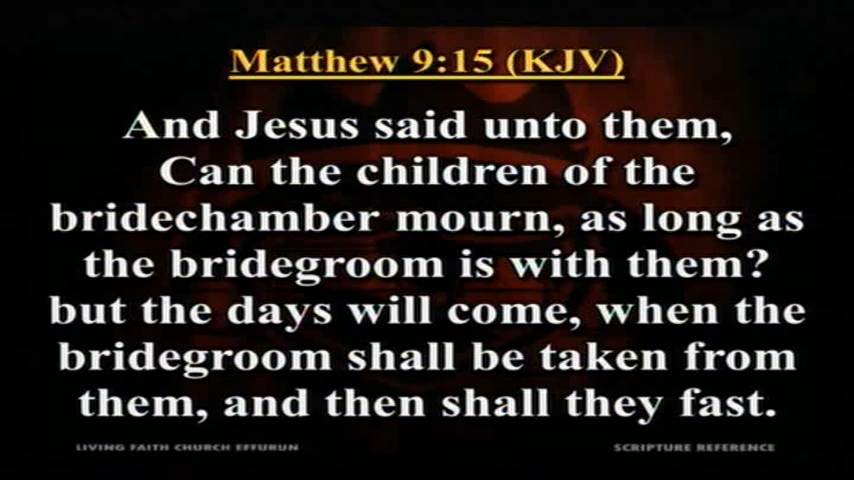 Matthew 9:15 (KJV)
And Jesus said unto them,
Can the children of the
bridechamber mourn, as long as
the bridegroom is with them?
but the days will come, when the
bridegroom shall be taken from
them, and then shall they fast.
LIVING FAITH CHURCH EFFURUN
SCRIPTURE REFERENCE